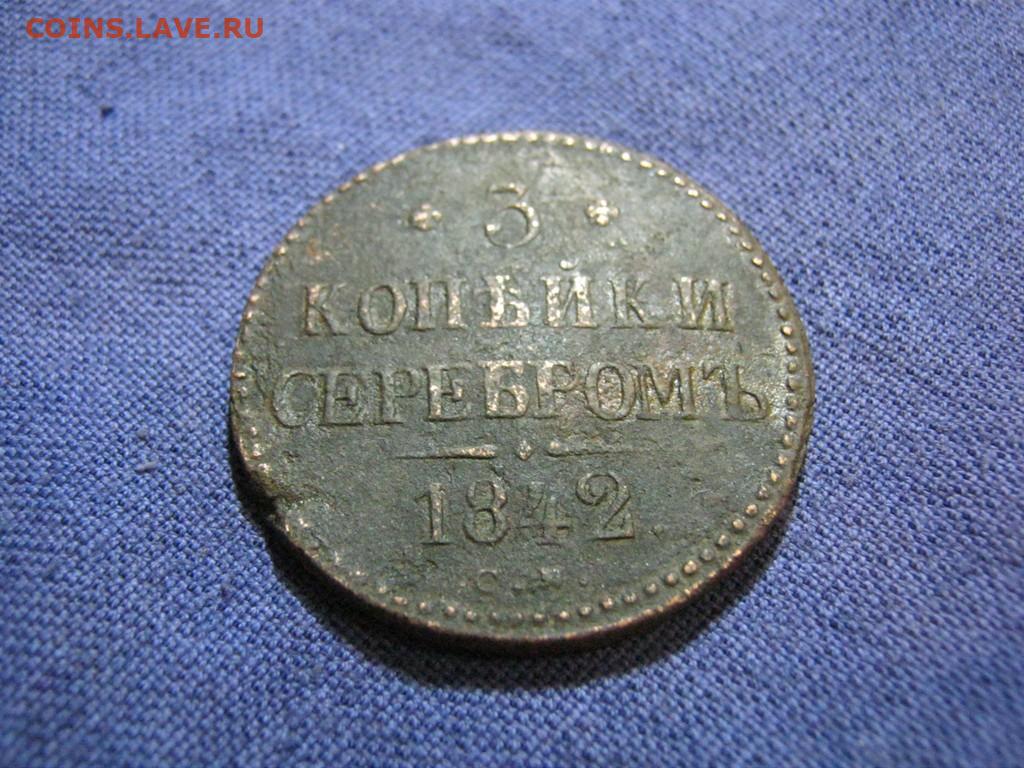 COINS.LAVE.RU
3
КОПѢЙКИ
СЕРЕБРОМЪ
1842.